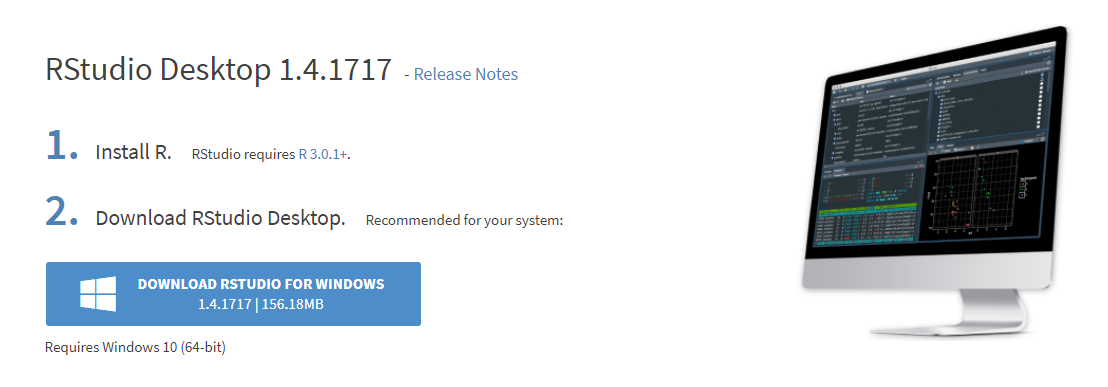 RStudio Desktop 1.4.1717 - Release Notes
1. Install R. RStudio requires R 3.0.1+.
2. Download RStudio Desktop. Recommended for your system:
DOWNLOAD RSTUDIO FOR WINDOWS
1.4.1717 | 156.18MB
Requires Windows 10 (64-bit)